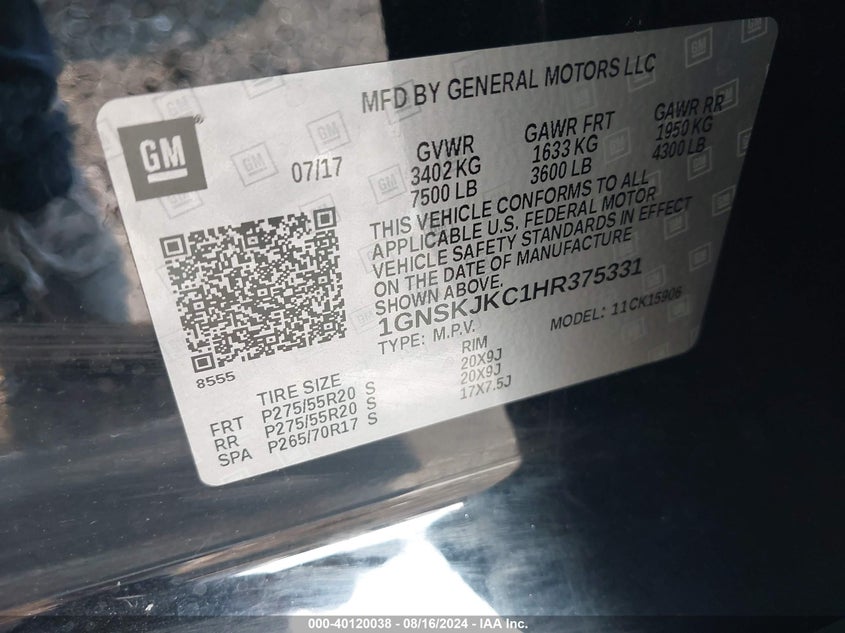 MFD BY GENERAL MOTORS LLC
GM
07/17
GVWR
3402 KG
7500 LB
GAWR FRT
1633 KG
3600 LB
GAWR RR
1950 KG
4300 LB
THIS VEHICLE CONFORMS TO ALL
APPLICABLE U.S. FEDERAL MOTOR
VEHICLE SAFETY STANDARDS IN EFFECT
ON THE DATE OF MANUFACTURE
SHOWN ABOVE.
1GNSKJKC1HR375331
TYPE: M.P.V.
MODEL: 11CK15906
8555
TIRE SIZE RIM
FRT P275/55R20 S 20X9J
RR P275/55R20 S 20X9J
SPA P265/70R17 S 17X7.5J
000-40120038 - 08/16/2024 - IAA Inc.